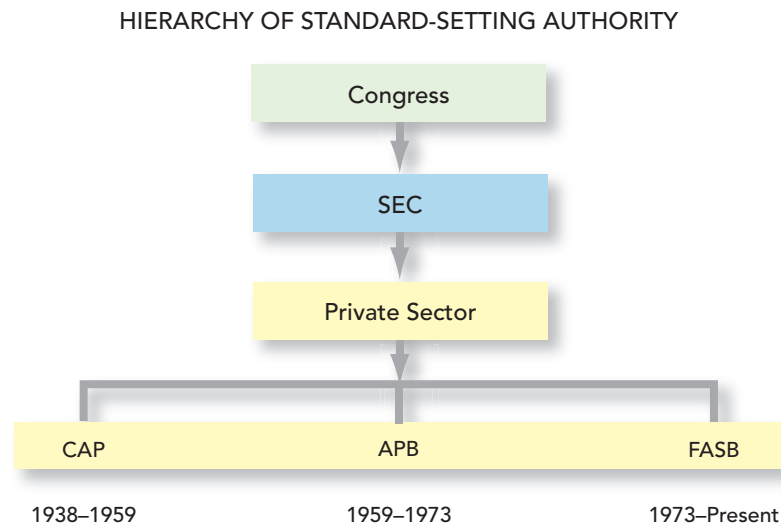 HIERARCHY OF STANDARD-SETTING AUTHORITY
Congress
SEC
Private Sector
CAP APB FASB
1938–1959 1959–1973 1973–Present